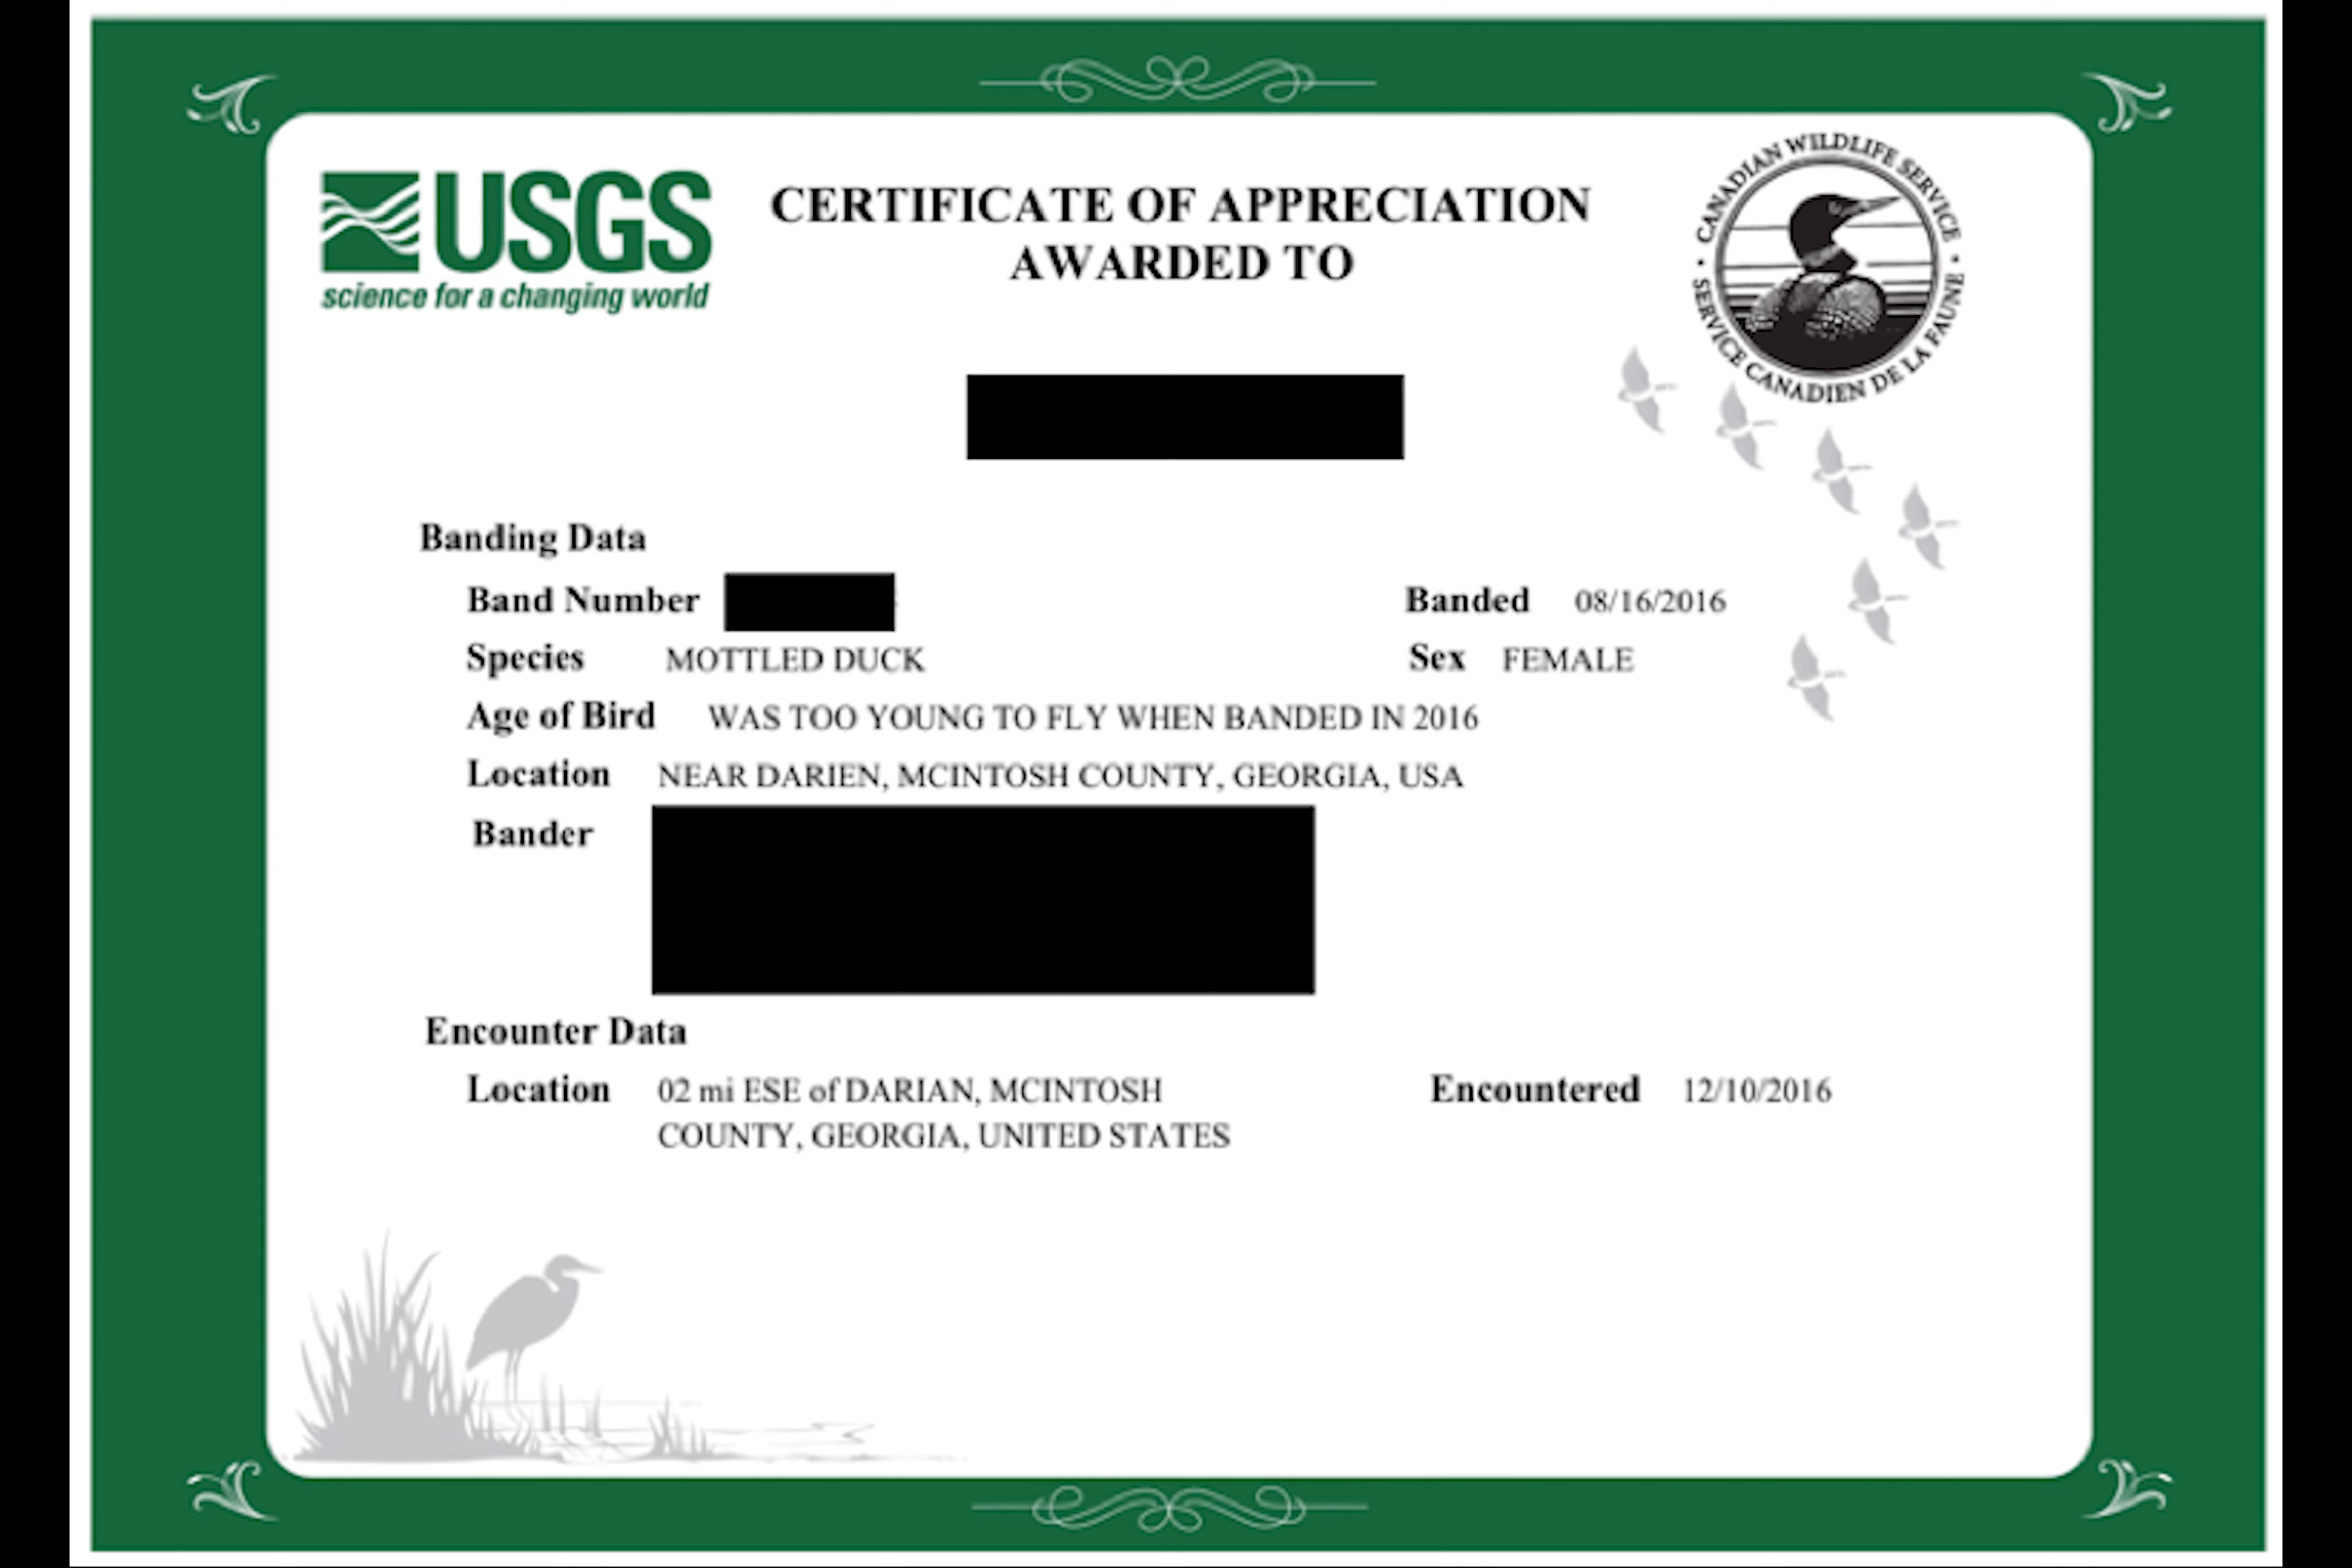 USGS
science for a changing world
CERTIFICATE OF APPRECIATION
AWARDED TO
CANADIAN WILDLIFE SERVICE
SERVICE CANADIEN DE LA FAUNE
Banding Data
Band Number
Banded 08/16/2016
Species MOTTLED DUCK
Sex FEMALE
Age of Bird WAS TOO YOUNG TO FLY WHEN BANDED IN 2016
Location NEAR DARIEN, MCINTOSH COUNTY, GEORGIA, USA
Bander
Encounter Data
Location 02 mi ESE of DARIAN, MCINTOSH
COUNTY, GEORGIA, UNITED STATES
Encountered 12/10/2016